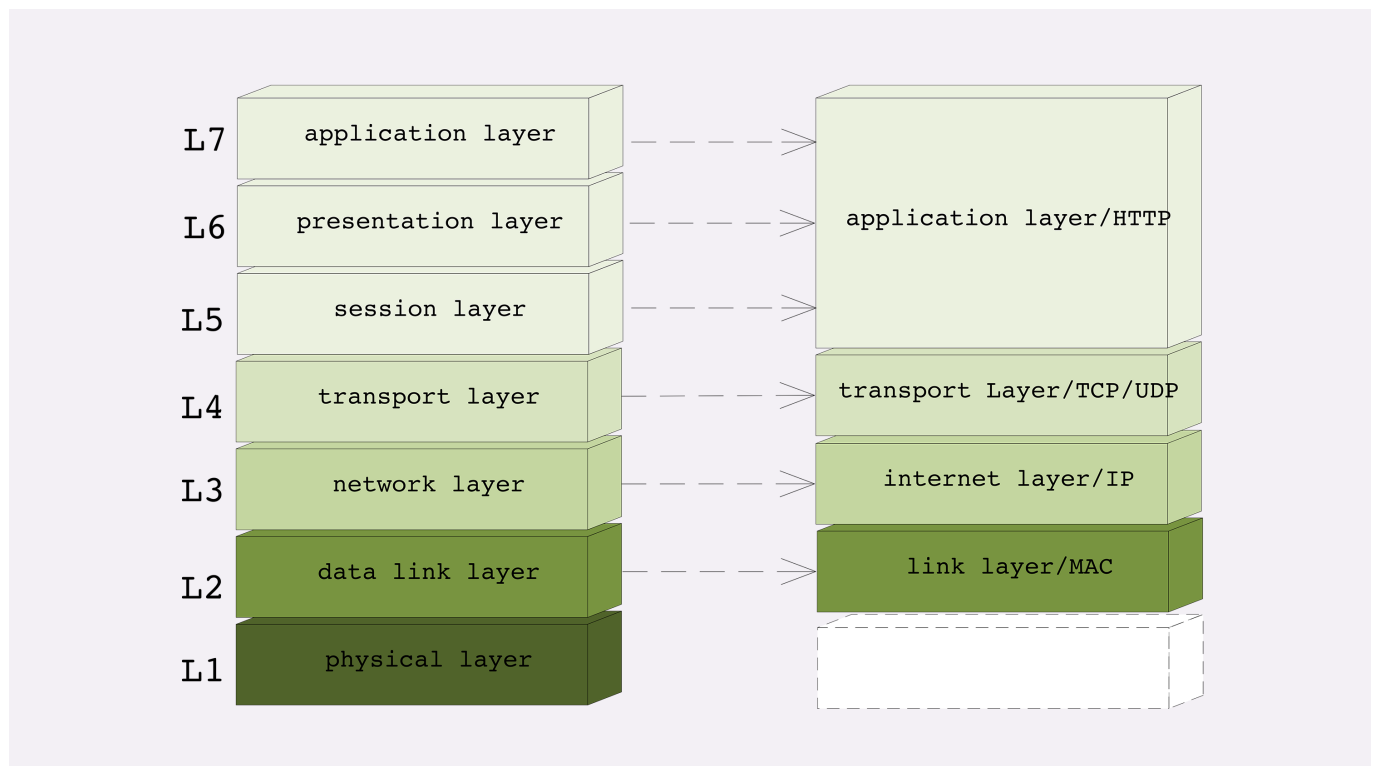 L7
application layer
L6
presentation layer
application layer/HTTP
L5
session layer
L4
transport layer
transport Layer/TCP/UDP
L3
network layer
internet layer/IP
L2
data link layer
link layer/MAC
L1
physical layer